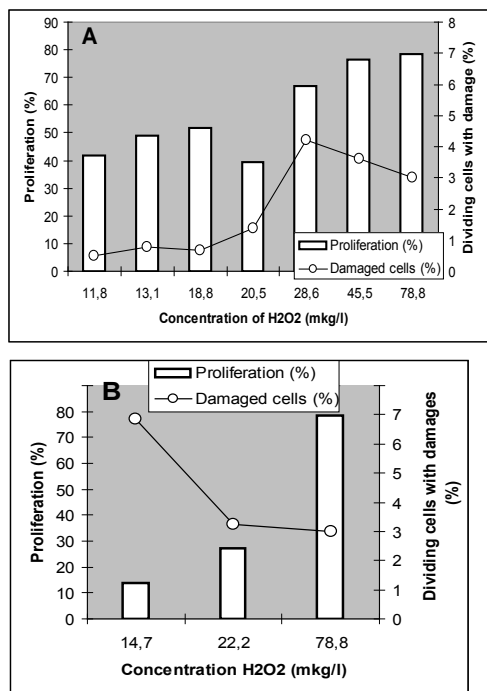 A
Proliferation (%)
90
80
70
60
50
40
30
20
10
0
8
7
6
5
4
3
2
1
0
Dividing cells with damage (%)
Proliferation (%)
Damaged cells (%)
11,8 13,1 18,8 20,5 28,6 45,5 78,8
Concentration of H2O2 (mkg/l)
B
Proliferation (%)
Damaged cells (%)
Proliferation (%)
80
70
60
50
40
30
20
10
0
7
6
5
4
3
2
1
0
Dividing cells with damages
(%)
14,7 22,2 78,8
Concentration H2O2 (mkg/l)